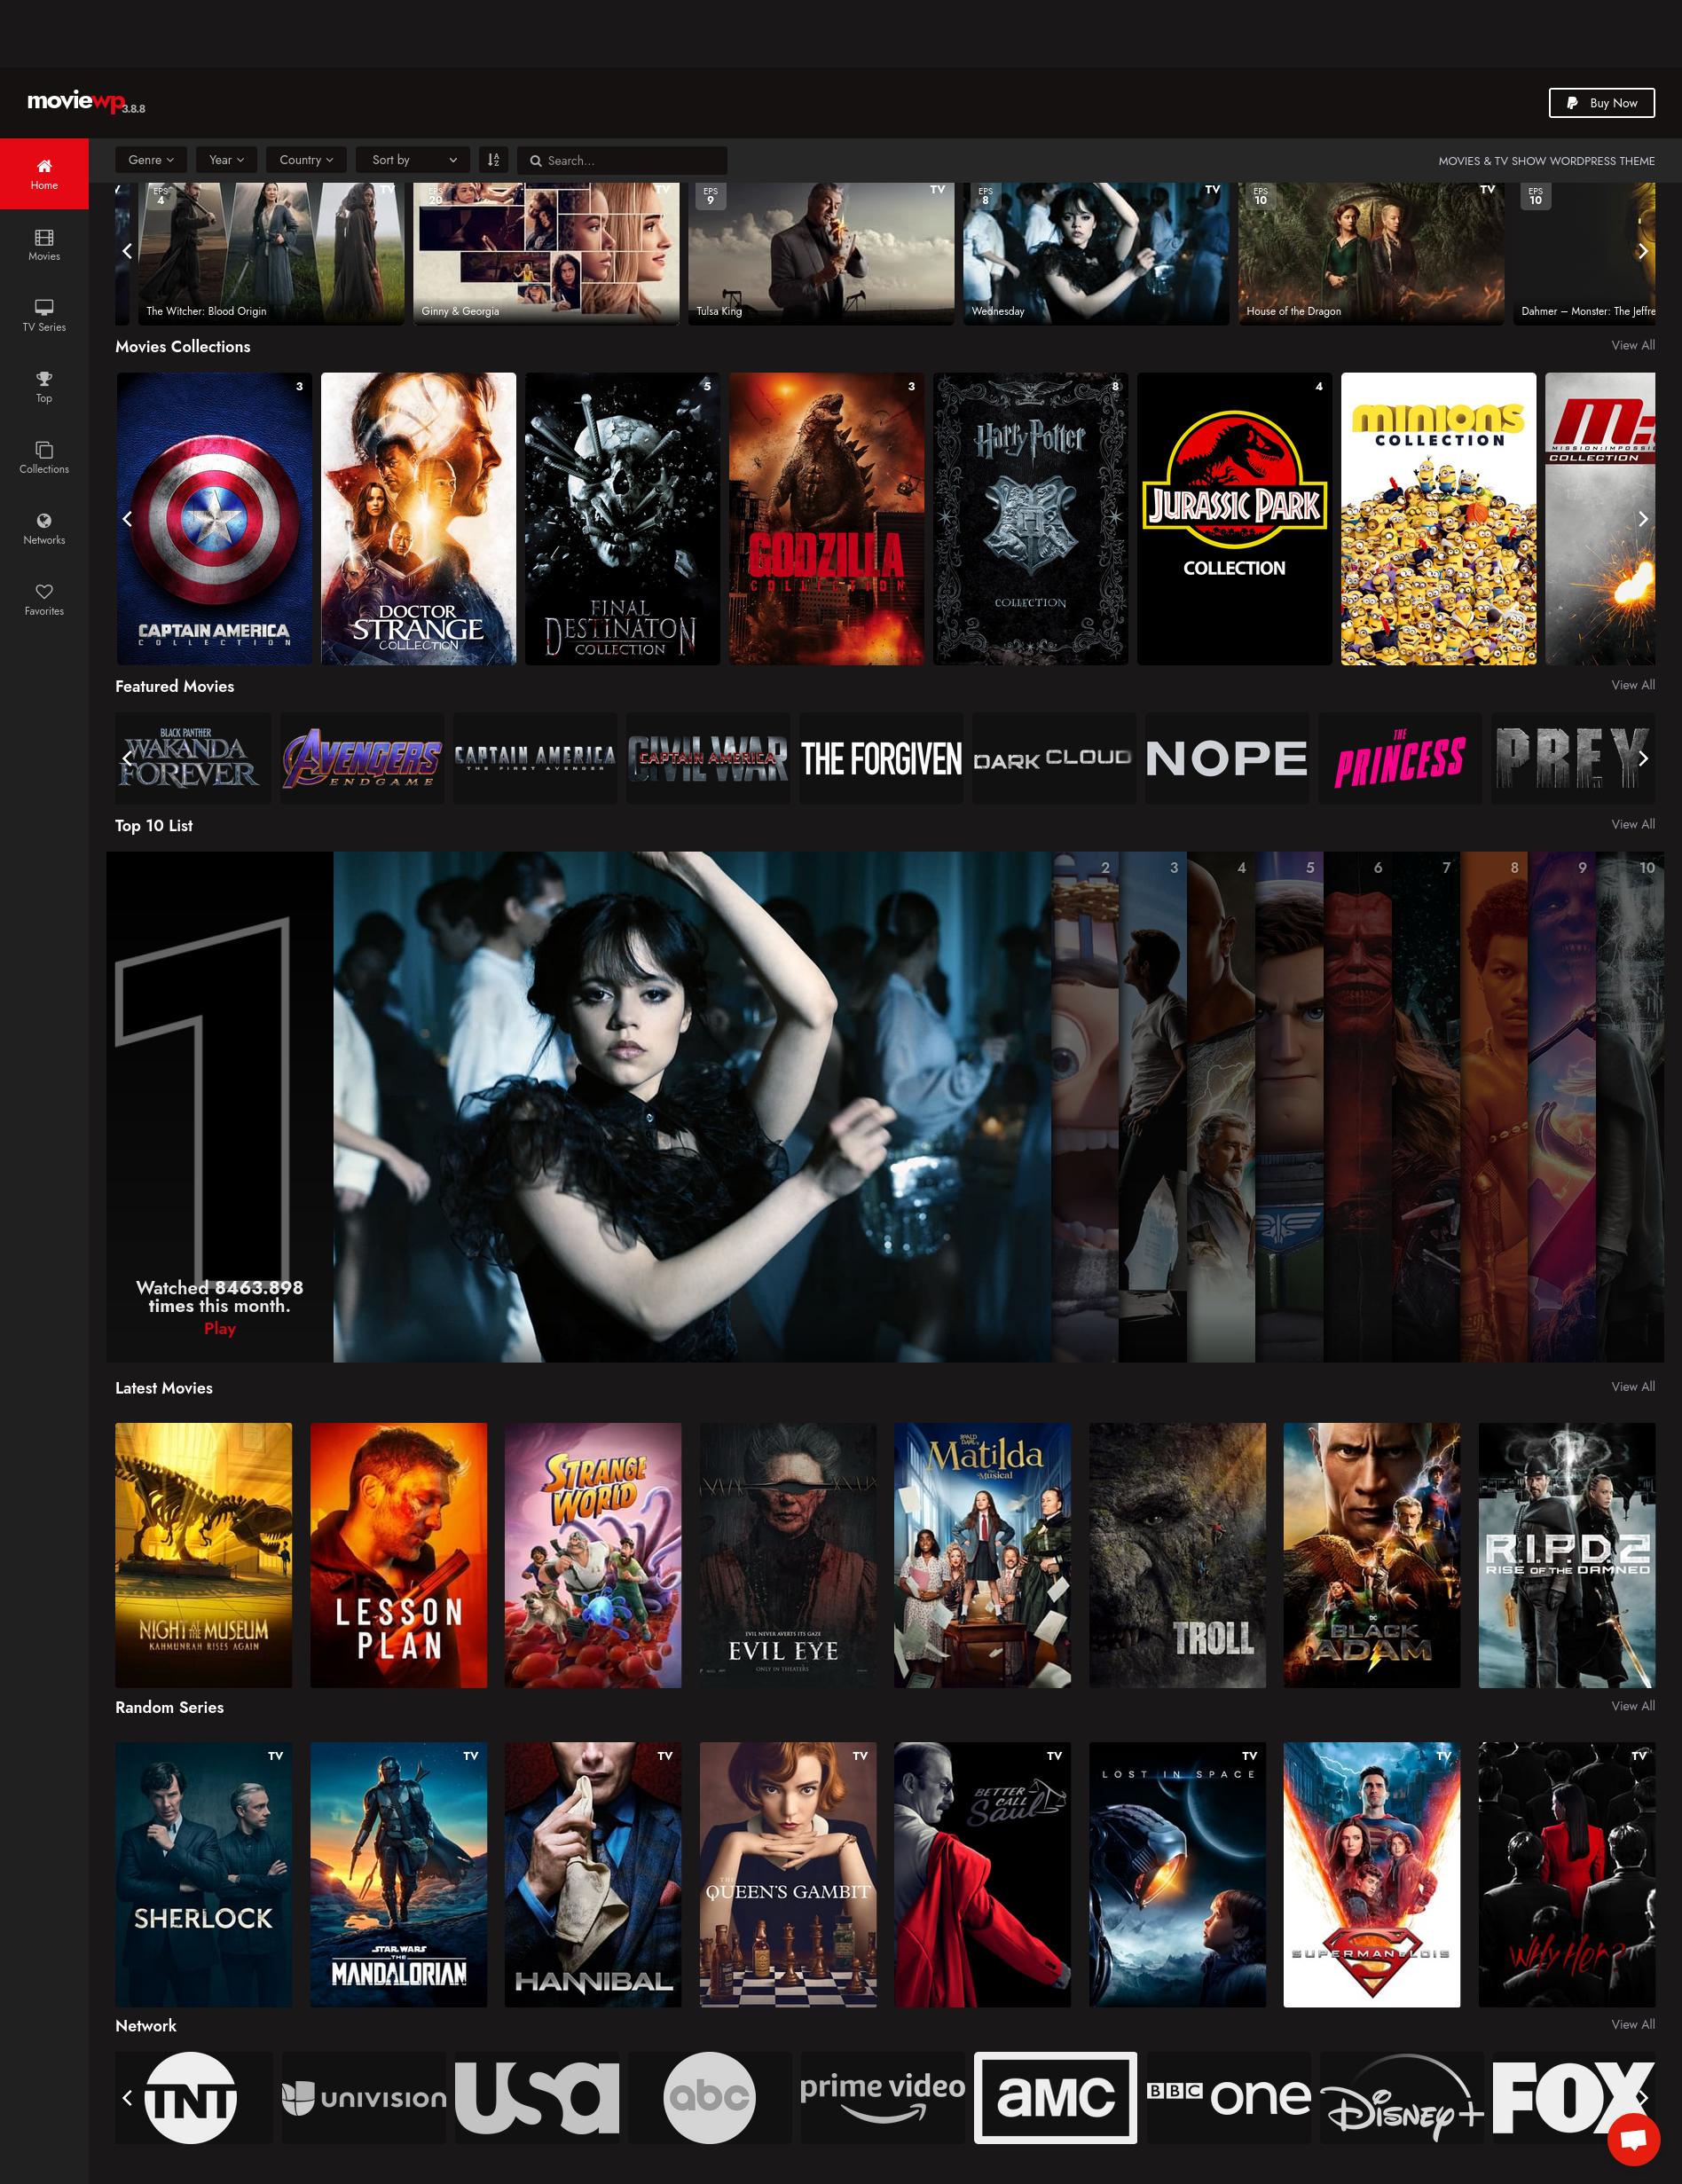 moviewp 3.8.8
Buy Now
Home
Movies
TV Series
Top
Collections
Networks
Favorites
Genre
Year
Country
Sort by
Search...
MOVIES & TV SHOW WORDPRESS THEME
EPS 4
TV
The Witcher: Blood Origin
EPS 20
TV
Ginny & Georgia
EPS 9
TV
Tulsa King
EPS 8
TV
Wednesday
EPS 10
TV
House of the Dragon
EPS 10
Dahmer – Monster: The Jeffre
Movies Collections
View All
3
CAPTAIN AMERICA
COLLECTION
DOCTOR
STRANGE
COLLECTION
5
FINAL
DESTINATON
COLLECTION
3
GODZILLA
COLLECTION
8
Harry Potter
H
COLLECTION
4
JURASSIC PARK
COLLECTION
minions
COLLECTION
M:
MISSION:IMPOSSI
COLLECTION
Featured Movies
View All
BLACK PANTHER
WAKANDA
FOREVER
AVENGERS
ENDGAME
CAPTAIN AMERICA
THE FIRST AVENGER
CIVIL WAR
CAPTAIN AMERICA
THE FORGIVEN
DARK CLOUD
NOPE
THE
PRINCESS
PREY
Top 10 List
View All
1
Watched 8463.898
times this month.
Play
2
3
4
5
6
7
8
9
10
Latest Movies
View All
NIGHT AT THE MUSEUM
KAHMUNRAH RISES AGAIN
LESSON
PLAN
STRANGE
WORLD
EVIL NEVER AVERTS ITS GAZE
EVIL EYE
ONLY IN THEATERS
ROALD DAHL'S
Matilda
The Musical
TROLL
DC
BLACK
ADAM
R.I.P.D.2
RISE OF THE DAMNED
Random Series
View All
TV
SHERLOCK
TV
STAR WARS
THE
MANDALORIAN
TV
HANNIBAL
TV
THE
QUEEN'S GAMBIT
TV
BETTER
CALL
Saul
TV
LOST IN SPACE
TV
SUPERMAN & LOIS
TV
Why Her?
Network
View All
TNT
UNIVISION
usa
abc
prime video
aMC
BBC one
Disney+
FOX